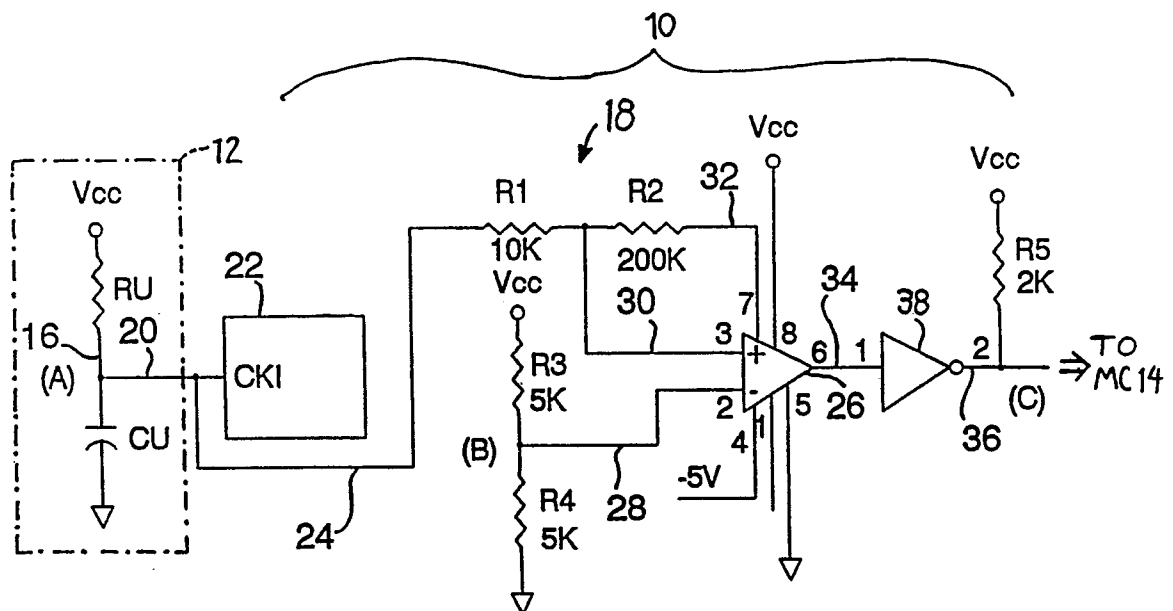 10
18
12
Vcc
RU
16
(A)
20
CU
22
CKI
24
R1
10K
R2
200K
32
Vcc
30
R3
5K
(B)
28
R4
5K
Vcc
7
8
3
+
2
-
4
1
5
6
-5V
34
26
1
38
2
36
Vcc
R5
2K
(C)
⇒ TO
MC14